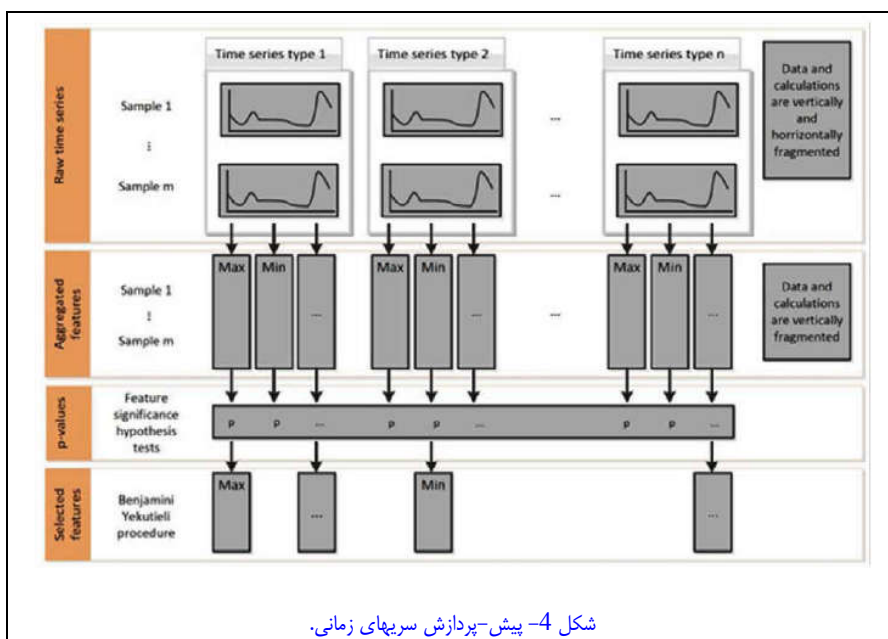 Raw time series
Time series type 1
Time series type 2
Time series type n
Sample 1
⋮
Sample m
...
...
Data and
calculations
are vertically
and
horrizontally
fragmented
Aggregated
features
Sample 1
⋮
Sample m
Max
Min
...
Max
Min
...
...
Max
Min
...
Data and
calculations
are vertically
fragmented
p-values
Feature
significance
hypothesis
tests
p
p
...
p
p
...
p
p
...
Selected
features
Benjamini
Yekutieli
procedure
Max
...
Min
...
شکل 4- پیش-پردازش سریهای زمانی.